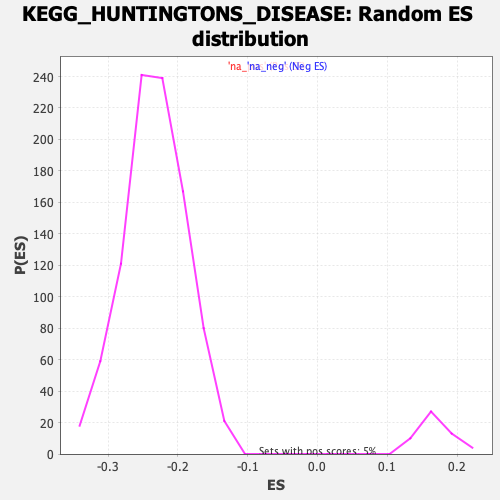 KEGG_HUNTINGTONS_DISEASE: Random ES
distribution
'na_'na_neg' (Neg ES)
240
220
200
180
160
140
120
100
80
60
40
20
0
P(ES)
Sets with pos scores: 5%
-0.3 -0.2 -0.1 0.0 0.1 0.2
ES